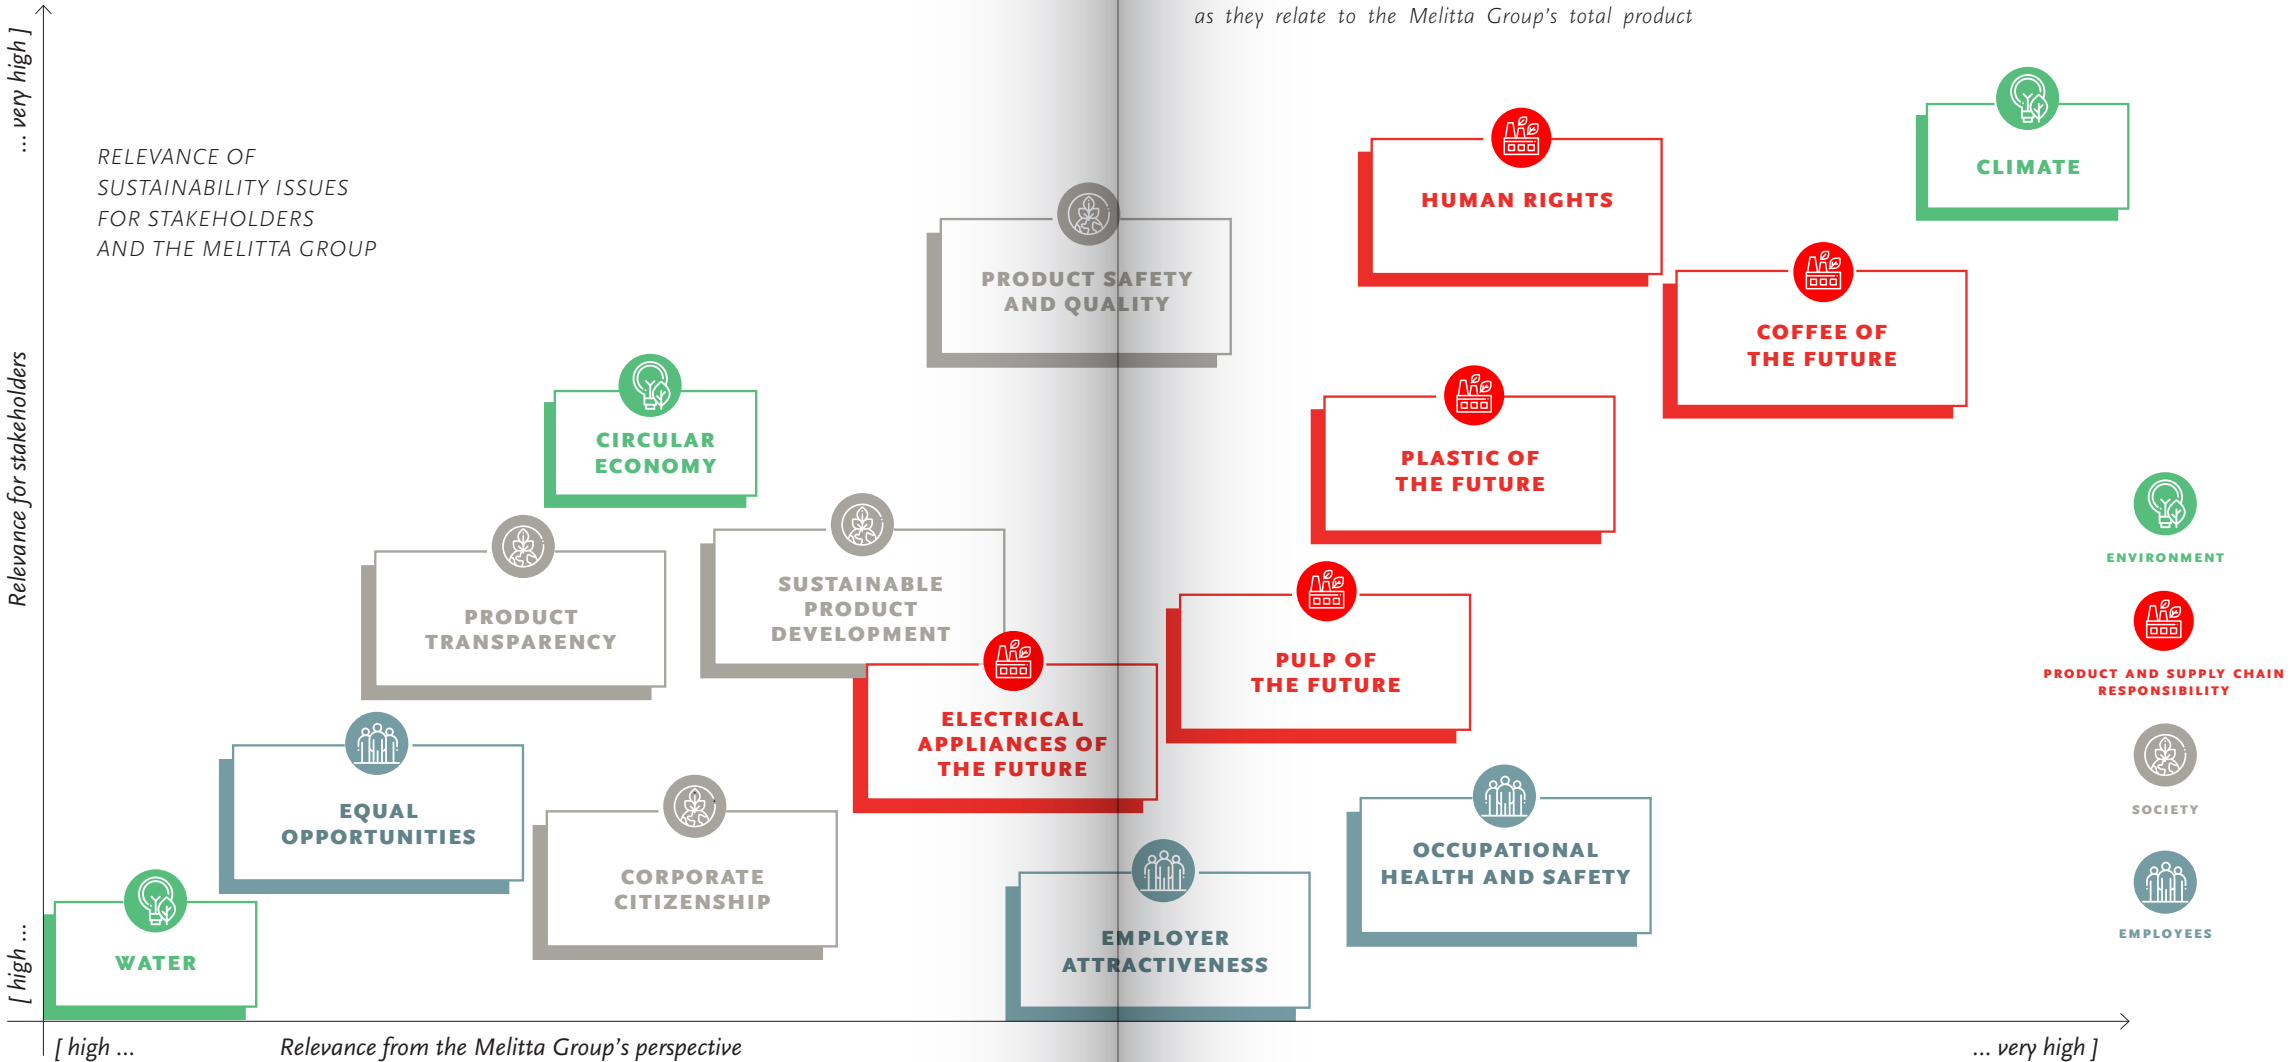 as they relate to the Melitta Group's total product
... very high ]
Relevance for stakeholders
[ high ...
RELEVANCE OF
SUSTAINABILITY ISSUES
FOR STAKEHOLDERS
AND THE MELITTA GROUP
CLIMATE
HUMAN RIGHTS
PRODUCT SAFETY
AND QUALITY
COFFEE OF
THE FUTURE
CIRCULAR
ECONOMY
PLASTIC OF
THE FUTURE
PRODUCT
TRANSPARENCY
SUSTAINABLE
PRODUCT
DEVELOPMENT
PULP OF
THE FUTURE
ELECTRICAL
APPLIANCES OF
THE FUTURE
EQUAL
OPPORTUNITIES
CORPORATE
CITIZENSHIP
OCCUPATIONAL
HEALTH AND SAFETY
EMPLOYER
ATTRACTIVENESS
WATER
ENVIRONMENT
PRODUCT AND SUPPLY CHAIN
RESPONSIBILITY
SOCIETY
EMPLOYEES
[ high ...
Relevance from the Melitta Group's perspective
... very high ]